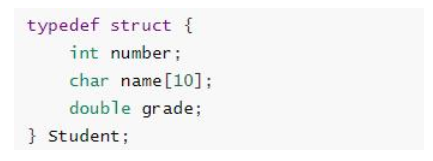 typedef struct {
    int number;
    char name[10];
    double grade;
} Student;